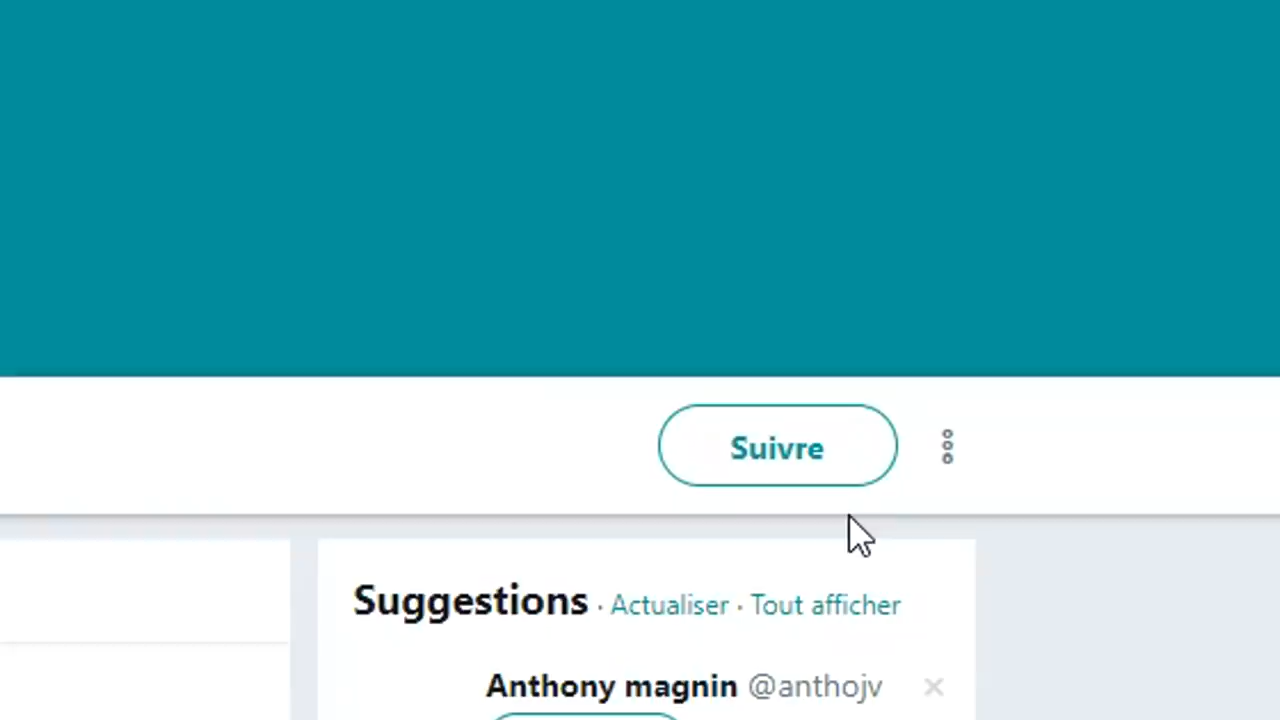 Suivre
Suggestions · Actualiser · Tout afficher
Anthony magnin @anthojv